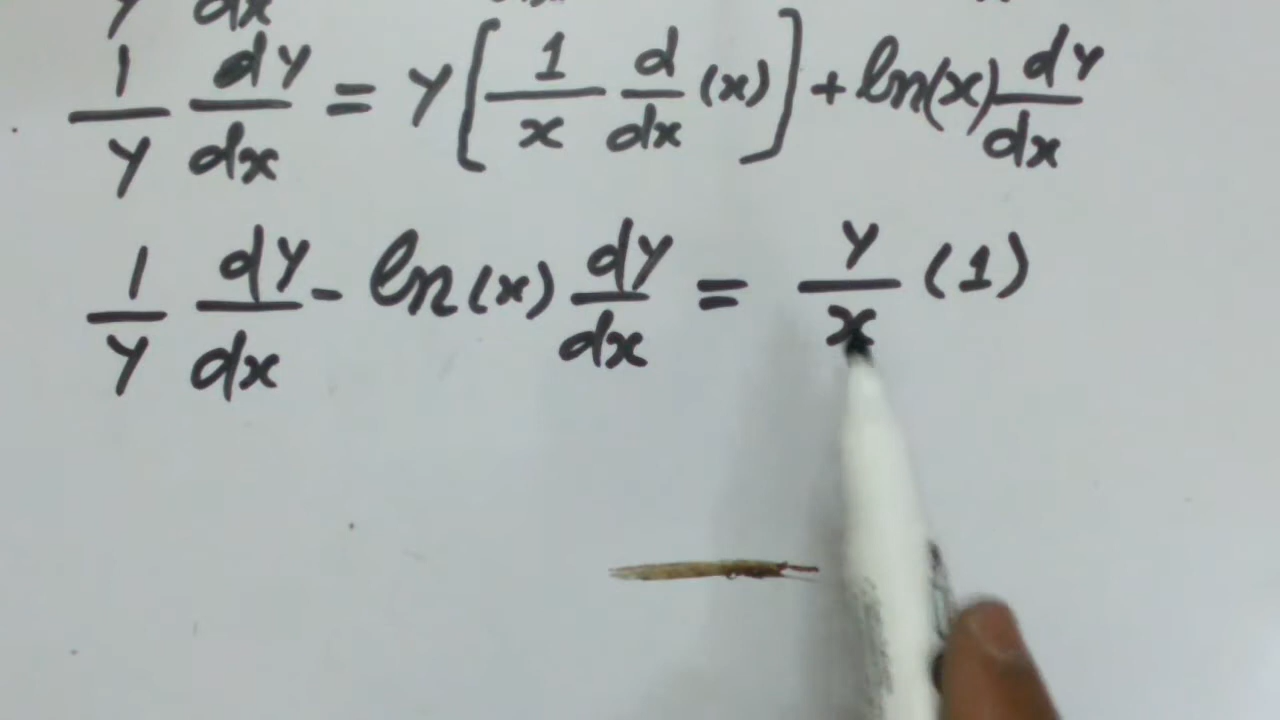 1/y dy/dx = y[1/x d/dx (x)] + ln(x) dy/dx
1/y dy/dx - ln(x) dy/dx = y/x (1)